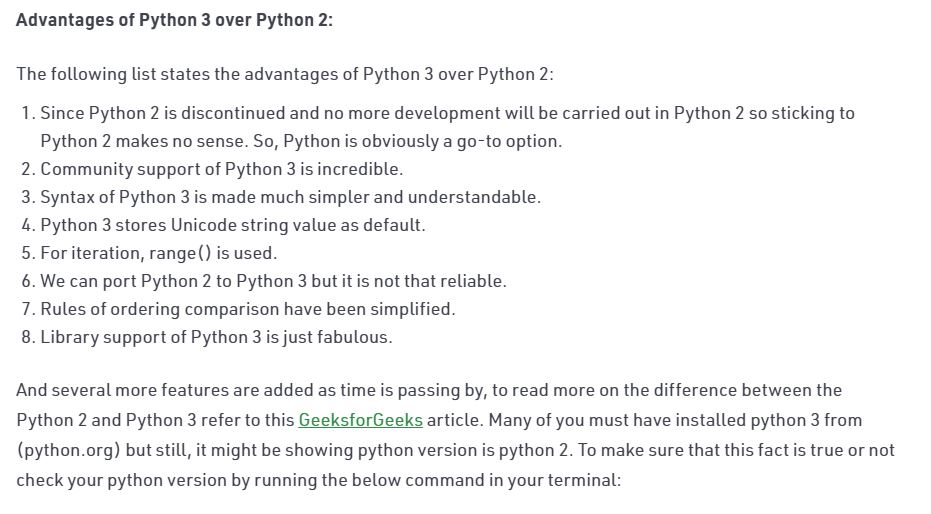 Advantages of Python 3 over Python 2:
The following list states the advantages of Python 3 over Python 2:
1. Since Python 2 is discontinued and no more development will be carried out in Python 2 so sticking to
Python 2 makes no sense. So, Python is obviously a go-to option.
2. Community support of Python 3 is incredible.
3. Syntax of Python 3 is made much simpler and understandable.
4. Python 3 stores Unicode string value as default.
5. For iteration, range() is used.
6. We can port Python 2 to Python 3 but it is not that reliable.
7. Rules of ordering comparison have been simplified.
8. Library support of Python 3 is just fabulous.
And several more features are added as time is passing by, to read more on the difference between the
Python 2 and Python 3 refer to this GeeksforGeeks article. Many of you must have installed python 3 from
(python.org) but still, it might be showing python version is python 2. To make sure that this fact is true or not
check your python version by running the below command in your terminal: